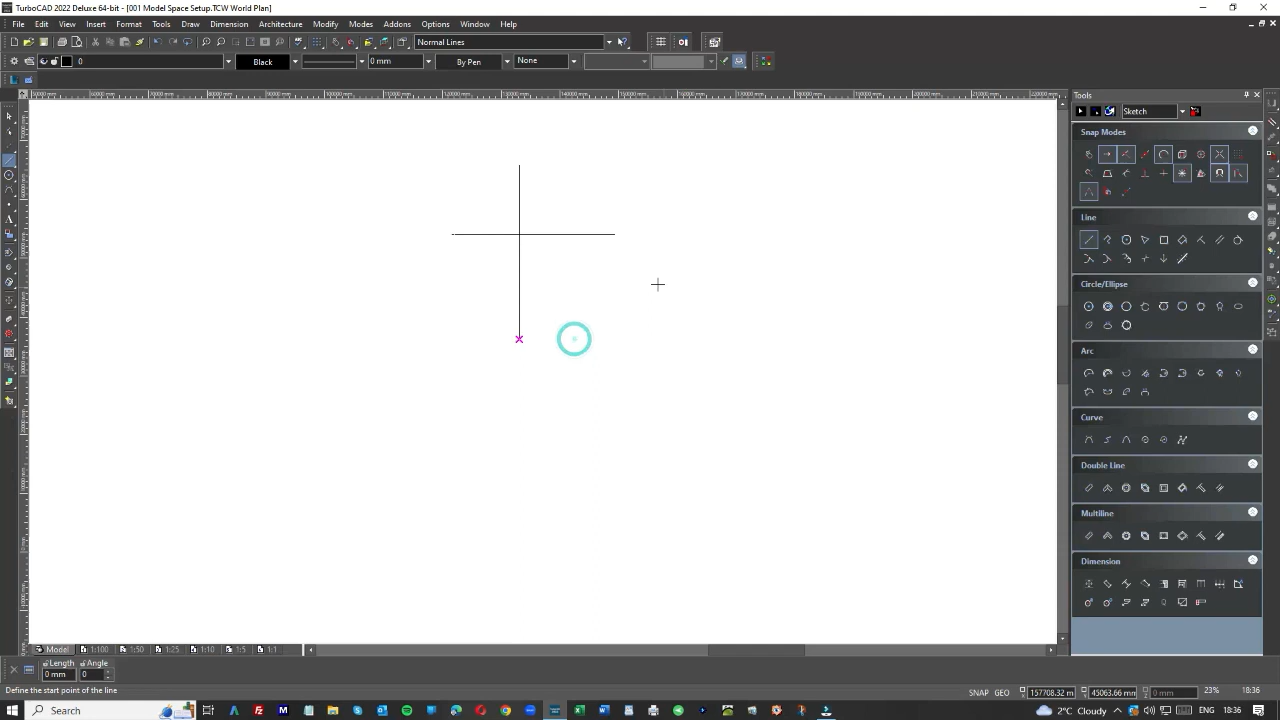 TurboCAD 2022 Deluxe 64-bit - [001 Model Space Setup.TCW World Plan]
File Edit View Insert Format Tools Draw Dimension Architecture Modify Modes Addons Options Window Help
Normal Lines
0 Black 0 mm By Pen None
Tools
Sketch
Snap Modes
Line
Circle/Ellipse
Arc
Curve
Double Line
Multiline
Dimension
Model 1:100 1:50 1:25 1:10 1:5 1:1
Length Angle
0 mm 0
Define the start point of the line
SNAP GEO 157708.32 m 45063.66 mm 0 mm 23% 18:36
Search 2°C Cloudy ENG 18:36